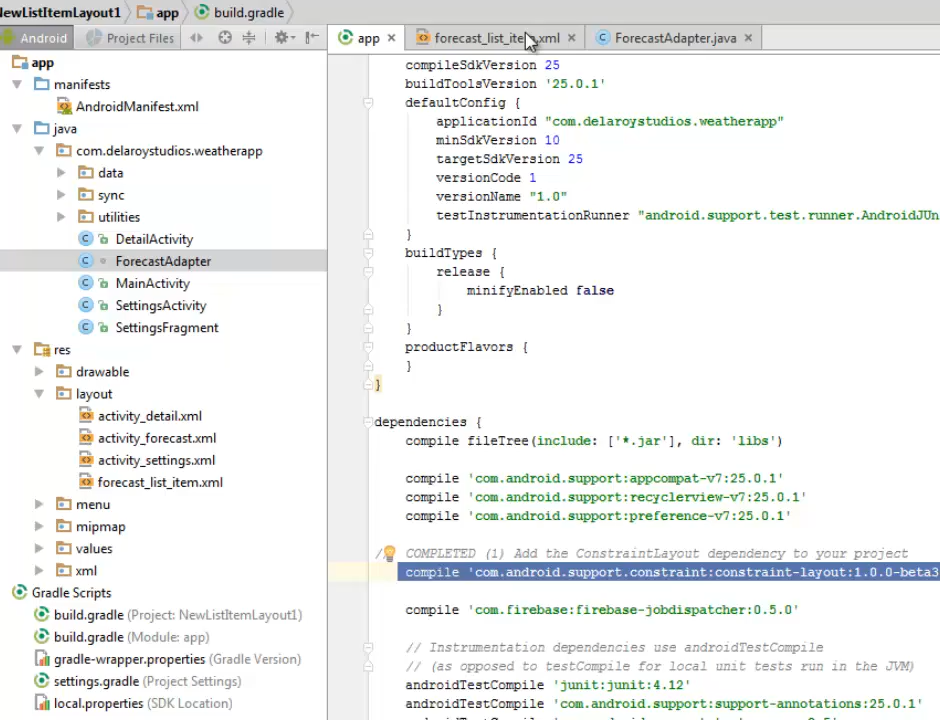 NewListItemLayout1 app build.gradle
Android Project Files
app forecast_list_item.xml ForecastAdapter.java
app
manifests
AndroidManifest.xml
java
com.delaroystudios.weatherapp
data
sync
utilities
DetailActivity
ForecastAdapter
MainActivity
SettingsActivity
SettingsFragment
res
drawable
layout
activity_detail.xml
activity_forecast.xml
activity_settings.xml
forecast_list_item.xml
menu
mipmap
values
xml
Gradle Scripts
build.gradle (Project: NewListItemLayout1)
build.gradle (Module: app)
gradle-wrapper.properties (Gradle Version)
settings.gradle (Project Settings)
local.properties (SDK Location)
compileSdkVersion 25
buildToolsVersion '25.0.1'
defaultConfig {
applicationId "com.delaroystudios.weatherapp"
minSdkVersion 10
targetSdkVersion 25
versionCode 1
versionName "1.0"
testInstrumentationRunner "android.support.test.runner.AndroidJUn
}
buildTypes {
release {
minifyEnabled false
}
}
productFlavors {
}
}
dependencies {
compile fileTree(include: ['*.jar'], dir: 'libs')
compile 'com.android.support:appcompat-v7:25.0.1'
compile 'com.android.support:recyclerview-v7:25.0.1'
compile 'com.android.support:preference-v7:25.0.1'
// COMPLETED (1) Add the ConstraintLayout dependency to your project
compile 'com.android.support.constraint:constraint-layout:1.0.0-beta3
compile 'com.firebase:firebase-jobdispatcher:0.5.0'
// Instrumentation dependencies use androidTestCompile
// (as opposed to testCompile for local unit tests run in the JVM)
androidTestCompile 'junit:junit:4.12'
androidTestCompile 'com.android.support:support-annotations:25.0.1'